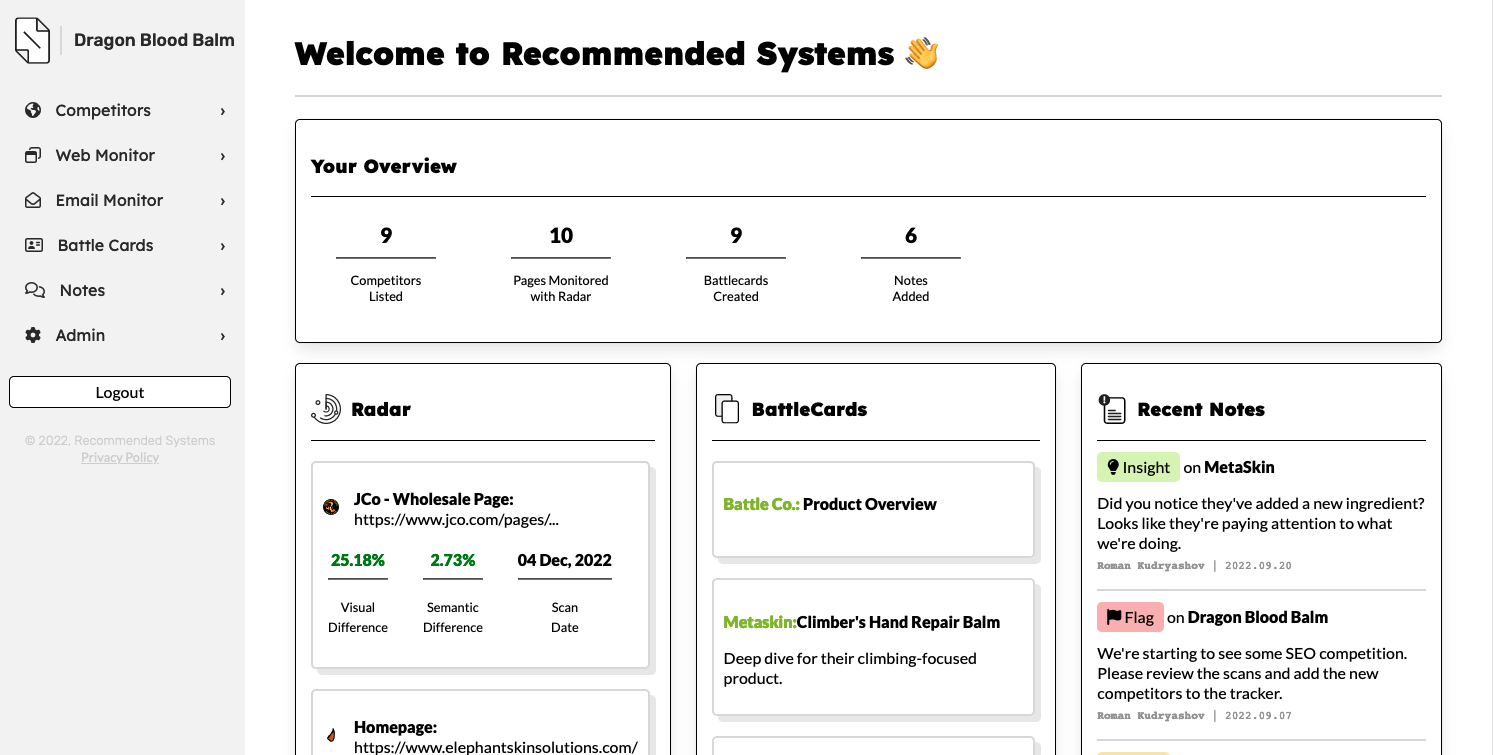 Dragon Blood Balm
Competitors ›
Web Monitor ›
Email Monitor ›
Battle Cards ›
Notes ›
Admin ›
Logout
© 2022, Recommended Systems
Privacy Policy
Welcome to Recommended Systems 👋
Your Overview
9
Competitors
Listed
10
Pages Monitored
with Radar
9
Battlecards
Created
6
Notes
Added
Radar
JCo - Wholesale Page:
https://www.jco.com/pages/...
25.18%
Visual
Difference
2.73%
Semantic
Difference
04 Dec, 2022
Scan
Date
Homepage:
https://www.elephantskinsolutions.com/
BattleCards
Battle Co.: Product Overview
Metaskin:Climber's Hand Repair Balm
Deep dive for their climbing-focused
product.
Recent Notes
Insight on MetaSkin
Did you notice they've added a new ingredient?
Looks like they're paying attention to what
we're doing.
Roman Kudryashov | 2022.09.20
Flag on Dragon Blood Balm
We're starting to see some SEO competition.
Please review the scans and add the new
competitors to the tracker.
Roman Kudryashov | 2022.09.07